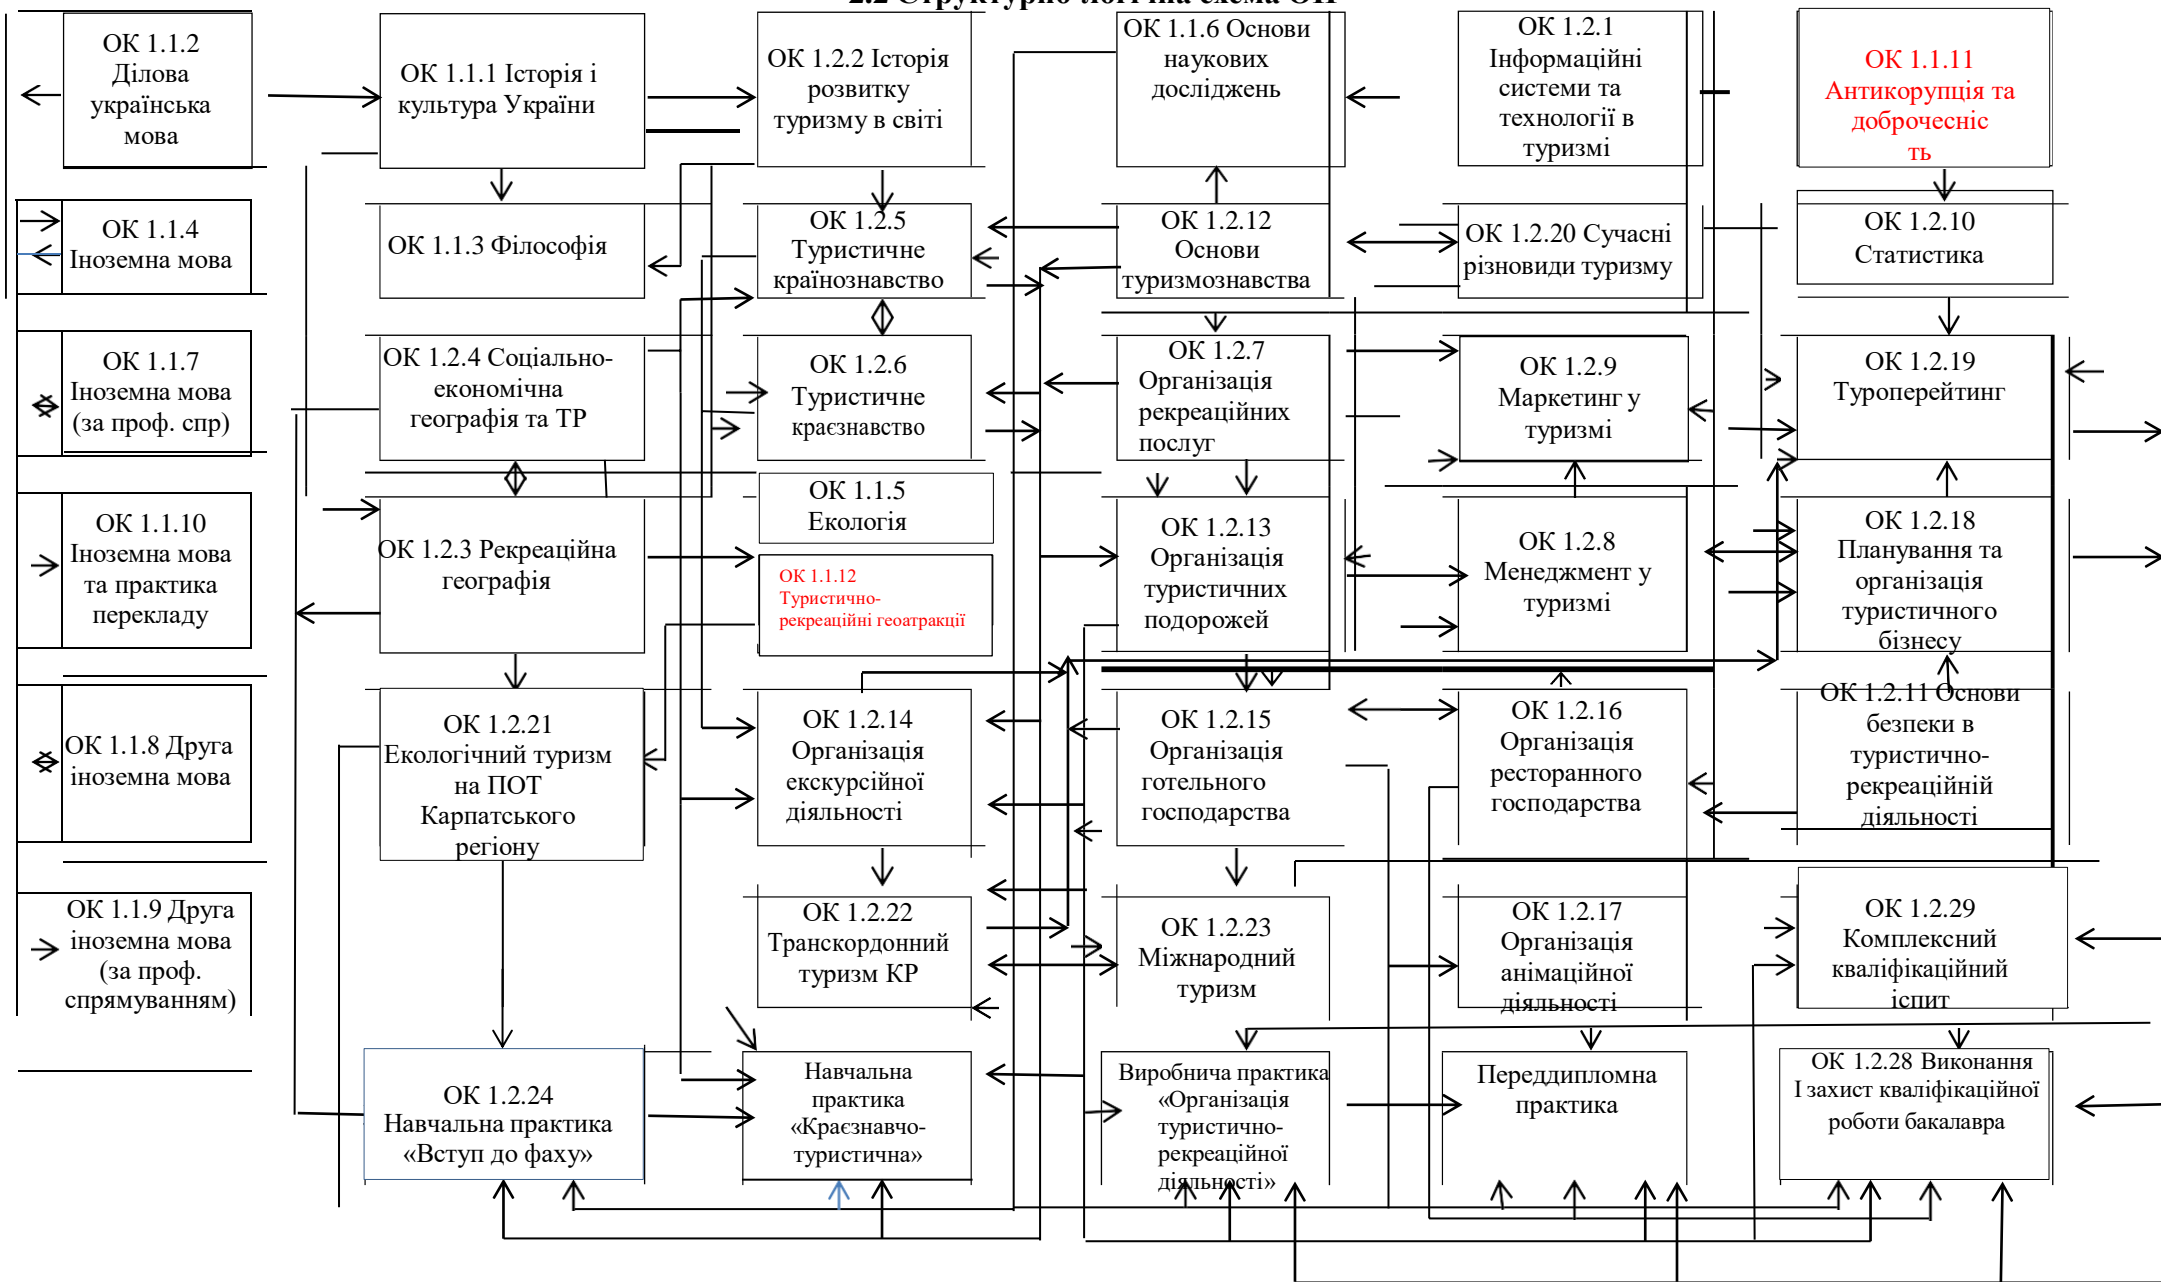 2.2 Структурно-логічна схема ОП
ОК 1.1.2
Ділова
українська
мова
ОК 1.1.1 Історія і
культура України
ОК 1.2.2 Історія
розвитку
туризму в світі
ОК 1.1.6 Основи
наукових
досліджень
ОК 1.2.1
Інформаційні
системи та
технології в
туризмі
ОК 1.1.11
Антикорупція та
доброчесніс
ть
ОК 1.1.4
Іноземна мова
ОК 1.1.3 Філософія
ОК 1.2.5
Туристичне
країнознавство
ОК 1.2.12
Основи
туризмознавства
ОК 1.2.20 Сучасні
різновиди туризму
ОК 1.2.10
Статистика
ОК 1.1.7
Іноземна мова
(за проф. спр)
ОК 1.2.4 Соціально-
економічна
географія та ТР
ОК 1.2.6
Туристичне
краєзнавство
ОК 1.2.7
Організація
рекреаційних
послуг
ОК 1.2.9
Маркетинг у
туризмі
ОК 1.2.19
Туроперейтинг
ОК 1.1.10
Іноземна мова
та практика
перекладу
ОК 1.2.3 Рекреаційна
географія
ОК 1.1.5
Екологія
ОК 1.1.12
Туристично-
рекреаційні геоатракції
ОК 1.2.13
Організація
туристичних
подорожей
ОК 1.2.8
Менеджмент у
туризмі
ОК 1.2.18
Планування та
організація
туристичного
бізнесу
ОК 1.1.8 Друга
іноземна мова
ОК 1.2.21
Екологічний туризм
на ПОТ
Карпатського
регіону
ОК 1.2.14
Організація
екскурсійної
діяльності
ОК 1.2.15
Організація
готельного
господарства
ОК 1.2.16
Організація
ресторанного
господарства
ОК 1.2.11 Основи
безпеки в
туристично-
рекреаційній
діяльності
ОК 1.1.9 Друга
іноземна мова
(за проф.
спрямуванням)
ОК 1.2.22
Транскордонний
туризм КР
ОК 1.2.23
Міжнародний
туризм
ОК 1.2.17
Організація
анімаційної
діяльності
ОК 1.2.29
Комплексний
кваліфікаційний
іспит
ОК 1.2.24
Навчальна практика
«Вступ до фаху»
Навчальна
практика
«Краєзнавчо-
туристична»
Виробнича практика
«Організація
туристично-
рекреаційної
діяльності»
Переддипломна
практика
ОК 1.2.28 Виконання
І захист кваліфікаційної
роботи бакалавра